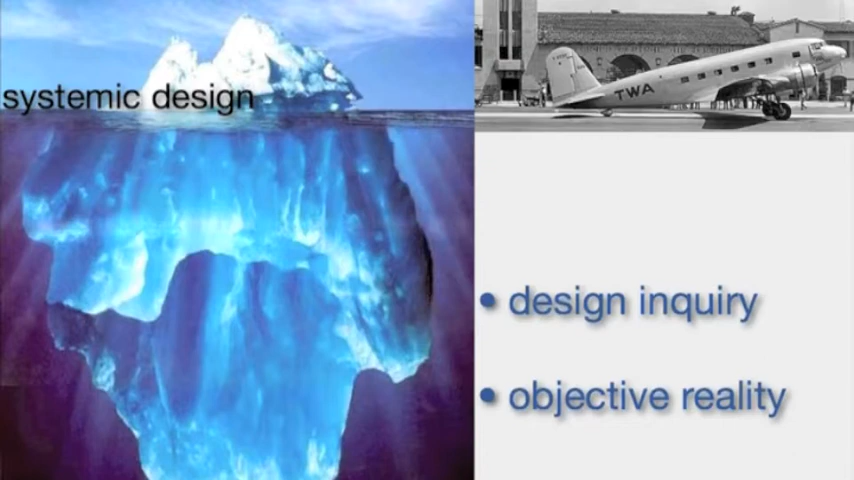 systemic design
TWA
• design inquiry
• objective reality